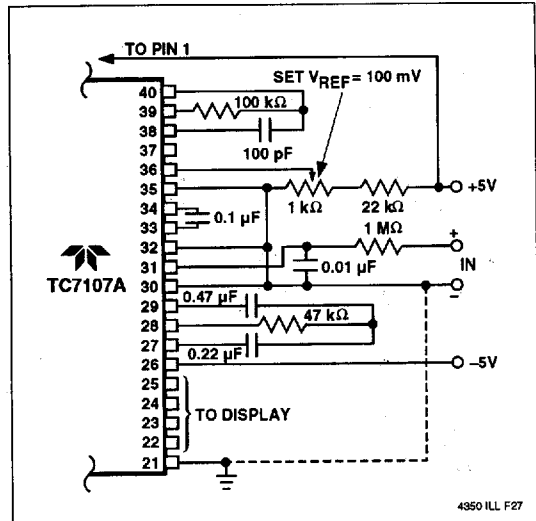 TO PIN 1
SET VREF = 100 mV
40
39
38
37
36
35
34
33
32
31
30
29
28
27
26
25
24
23
22
21
100 kΩ
100 pF
1 kΩ
22 kΩ
+5V
0.1 µF
1 MΩ
+
IN
–
0.01 µF
TC7107A
0.47 µF
47 kΩ
0.22 µF
–5V
TO DISPLAY
4350 ILL F27